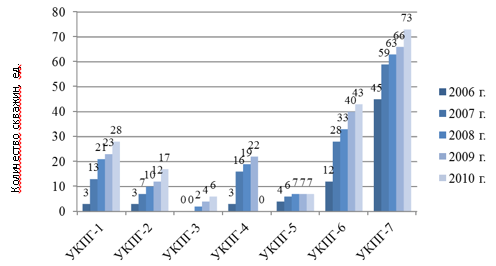 Количество скважин, ед.
80
70
60
50
40
30
20
10
0
3 13 21 23 28
3 7 10 12 17
0 0 2 4 6
3 16 19 22 0
4 6 7 7 7
12 28 33 40 43
45 59 63 66 73
УКПГ-1
УКПГ-2
УКПГ-3
УКПГ-4
УКПГ-5
УКПГ-6
УКПГ-7
2006 г.
2007 г.
2008 г.
2009 г.
2010 г.